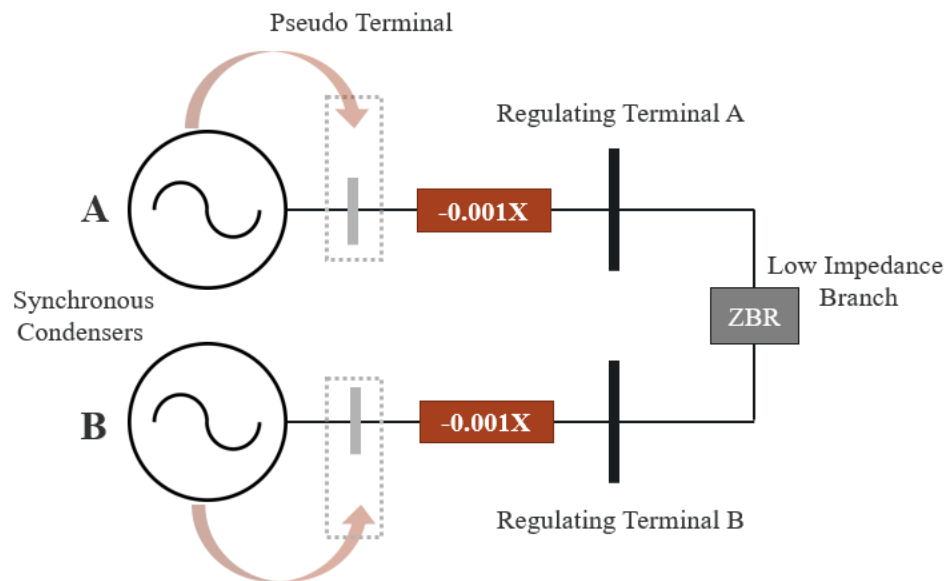 Pseudo Terminal
Regulating Terminal A
A
-0.001X
Synchronous
Condensers
Low Impedance
Branch
ZBR
B
-0.001X
Regulating Terminal B